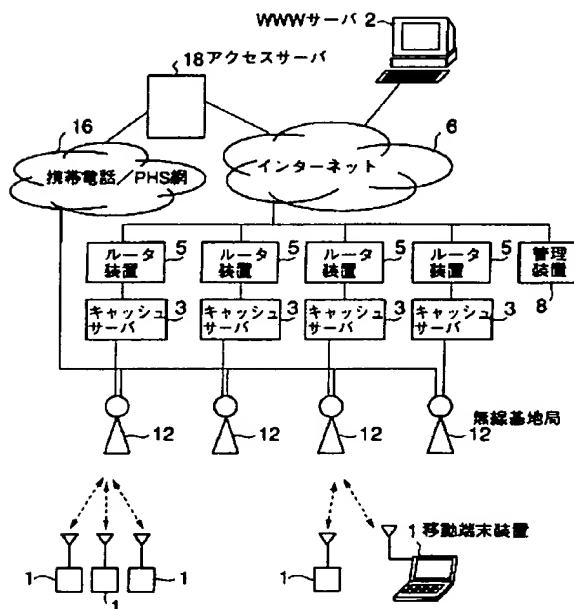 WWWサーバ 2
18 アクセスサーバ
16
6
携帯電話／PHS網
インターネット
ルータ
装置
5
ルータ
装置
5
ルータ
装置
5
ルータ
装置
5
管理
装置
8
キャッシュ
サーバ
3
キャッシュ
サーバ
3
キャッシュ
サーバ
3
キャッシュ
サーバ
3
無線基地局
12
12
12
12
1 移動端末装置
1
1
1
1